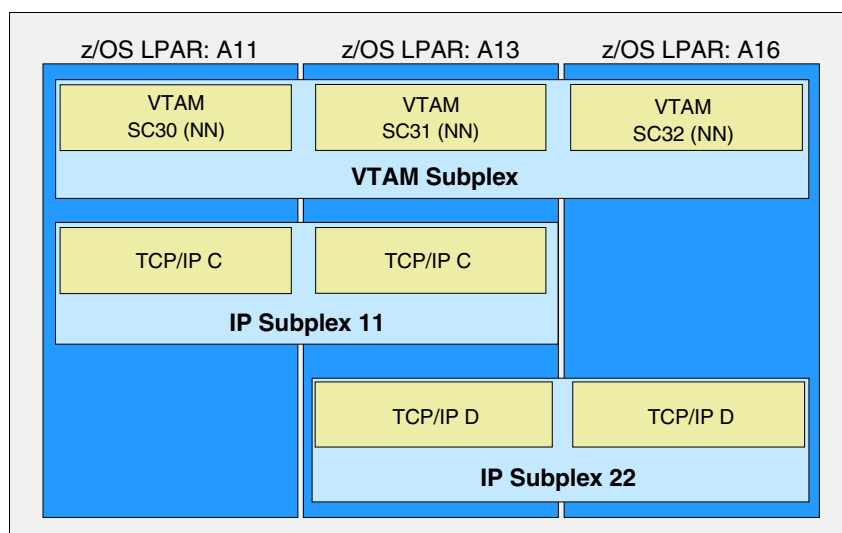 z/OS LPAR: A11 z/OS LPAR: A13 z/OS LPAR: A16
VTAM
SC30 (NN)
VTAM
SC31 (NN)
VTAM
SC32 (NN)
VTAM Subplex
TCP/IP C
TCP/IP C
IP Subplex 11
TCP/IP D
TCP/IP D
IP Subplex 22